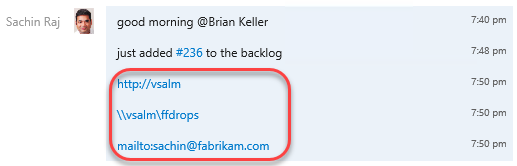 Sachin Raj good morning @Brian Keller 7:40 pm
just added #236 to the backlog 7:48 pm
http://vsalm 7:50 pm
\\vsalm\ffdrops 7:50 pm
mailto:sachin@fabrikam.com 7:50 pm